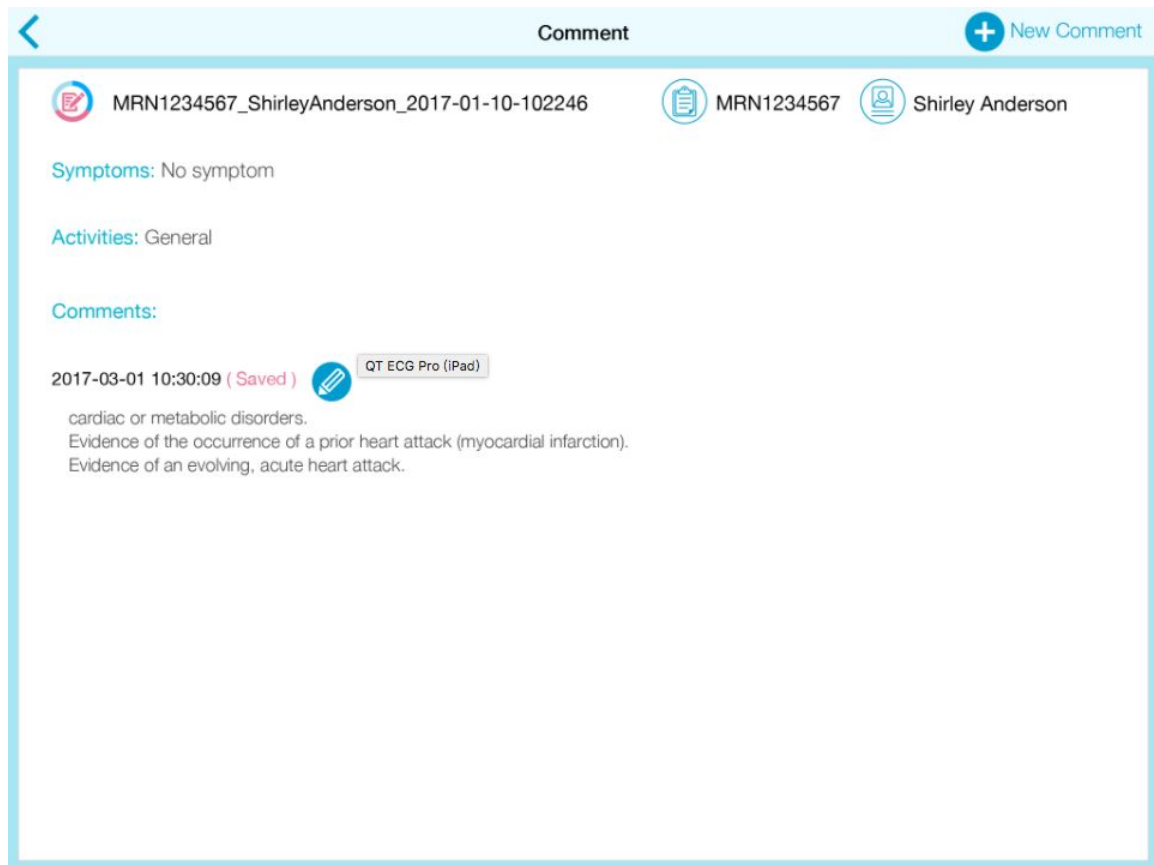 Comment
New Comment
MRN1234567_ShirleyAnderson_2017-01-10-102246
MRN1234567
Shirley Anderson
Symptoms: No symptom
Activities: General
Comments:
2017-03-01 10:30:09 ( Saved )
QT ECG Pro (iPad)
cardiac or metabolic disorders.
Evidence of the occurrence of a prior heart attack (myocardial infarction).
Evidence of an evolving, acute heart attack.